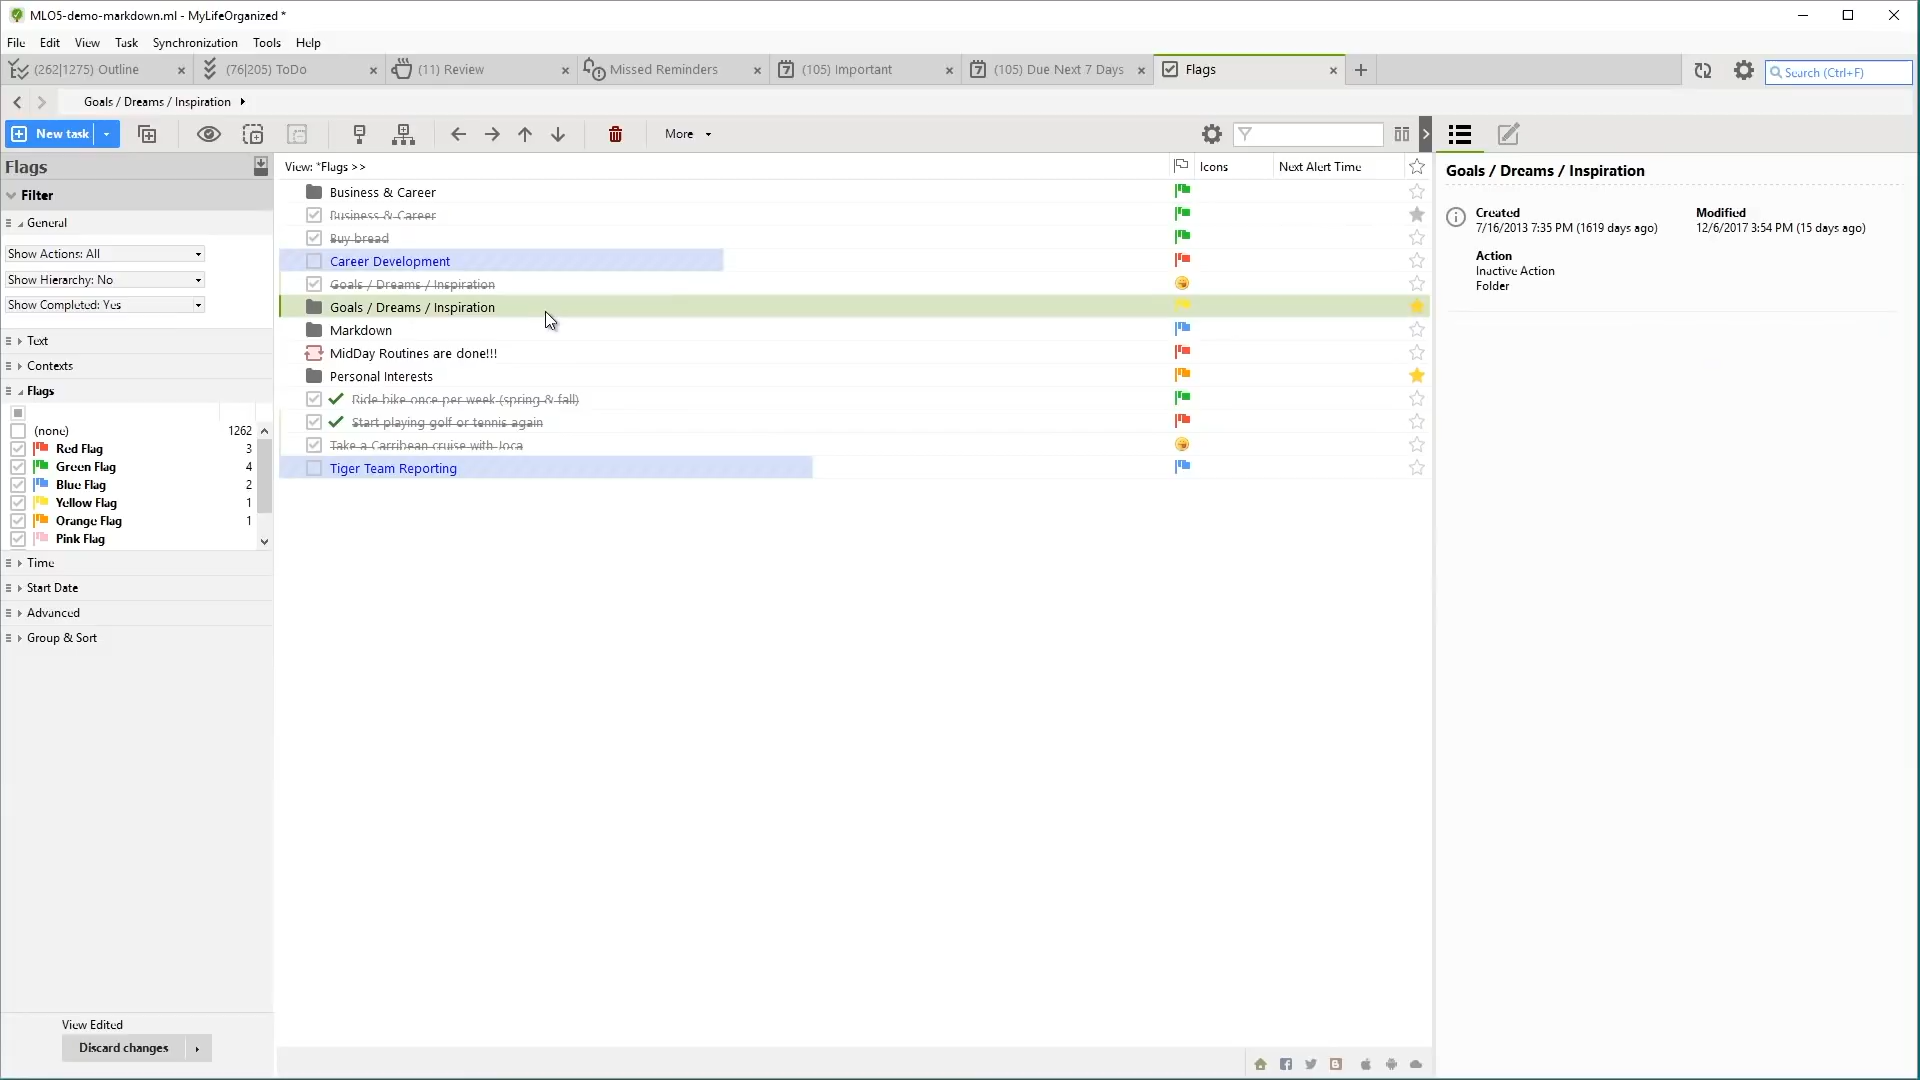 MLO5-demo-markdown.ml - MyLifeOrganized *
File Edit View Task Synchronization Tools Help
(262|1275) Outline (76|205) ToDo (11) Review Missed Reminders (105) Important (105) Due Next 7 Days Flags Search (Ctrl+F)
Goals / Dreams / Inspiration
New task More
Flags
Filter
General
Show Actions: All
Show Hierarchy: No
Show Completed: Yes
Text
Contexts
Flags
(none) 1262
Red Flag 3
Green Flag 4
Blue Flag 2
Yellow Flag 1
Orange Flag 1
Pink Flag
Time
Start Date
Advanced
Group & Sort
View Edited
Discard changes
View: *Flags >> Icons Next Alert Time
Business & Career
Business & Career
Buy bread
Career Development
Goals / Dreams / Inspiration
Goals / Dreams / Inspiration
Markdown
MidDay Routines are done!!!
Personal Interests
Ride bike once per week (spring & fall)
Start playing golf or tennis again
Take a Carribean cruise with Joca
Tiger Team Reporting
Goals / Dreams / Inspiration
Created Modified
7/16/2013 7:35 PM (1619 days ago) 12/6/2017 3:54 PM (15 days ago)
Action
Inactive Action
Folder